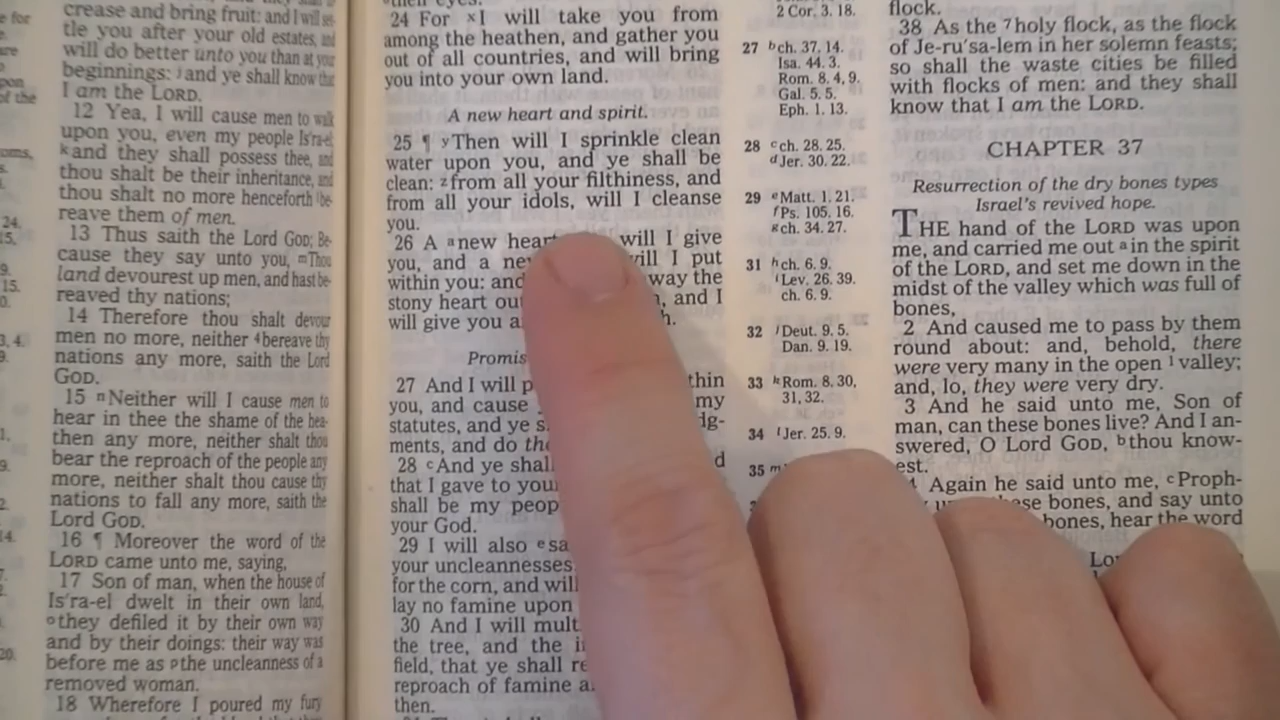 crease and bring fruit: and I will set-
tle you after your old estates, and
will do better unto you than at your
beginnings: and ye shall know that
I am the LORD.
12 Yea, I will cause men to walk
upon you, even my people Is'ra-el;
k and they shall possess thee, and
thou shalt be their inheritance, and
thou shalt no more henceforth be-
reave them of men.
13 Thus saith the Lord GOD; Be-
cause they say unto you, m Thou
land devourest up men, and hast be-
reaved thy nations;
14 Therefore thou shalt devour
men no more, neither 4 bereave thy
nations any more, saith the Lord
GOD.
15 n Neither will I cause men to
hear in thee the shame of the hea-
then any more, neither shalt thou
bear the reproach of the people any
more, neither shalt thou cause thy
nations to fall any more, saith the
Lord GOD.
16 ¶ Moreover the word of the
LORD came unto me, saying,
17 Son of man, when the house of
Is'ra-el dwelt in their own land,
o they defiled it by their own way
and by their doings: their way was
before me as p the uncleanness of a
removed woman.
18 Wherefore I poured my fury
24 For x I will take you from
among the heathen, and gather you
out of all countries, and will bring
you into your own land.
A new heart and spirit.
25 ¶ y Then will I sprinkle clean
water upon you, and ye shall be
clean: z from all your filthiness, and
from all your idols, will I cleanse
you.
26 A a new heart will I give
you, and a new will I put
within you: and way the
stony heart out and I
will give you a
27 And I will
you, and cause my
statutes, and ye
ments, and do the
28 c And ye shall
that I gave to your
shall be my
your God.
29 I will also e
your uncleannesses
for the corn, and will
lay no famine upon
30 And I will
the tree, and the
field, that ye shall
reproach of famine
then.
2 Cor. 3. 18.
27 b ch. 37. 14.
Isa. 44. 3.
Rom. 8. 4, 9.
Gal. 5. 5.
Eph. 1. 13.
28 c ch. 28. 25.
d Jer. 30. 22.
29 e Matt. 1. 21.
f Ps. 105. 16.
g ch. 34. 27.
31 h ch. 6. 9.
i Lev. 26. 39.
ch. 6. 9.
32 j Deut. 9. 5.
Dan. 9. 19.
33 k Rom. 8. 30,
31, 32.
34 l Jer. 25. 9.
35 m
flock.
38 As the 7 holy flock, as the flock
of Je-ru'sa-lem in her solemn feasts;
so shall the waste cities be filled
with flocks of men: and they shall
know that I am the LORD.
CHAPTER 37
Resurrection of the dry bones types
Israel's revived hope.
THE hand of the LORD was upon
me, and carried me out a in the spirit
of the LORD, and set me down in the
midst of the valley which was full of
bones,
2 And caused me to pass by them
round about: and, behold, there
were very many in the open 1 valley;
and, lo, they were very dry.
3 And he said unto me, Son of
man, can these bones live? And I an-
swered, O Lord GOD, b thou know-
est.
Again he said unto me, c Proph-
bones, and say unto
bones, hear the word